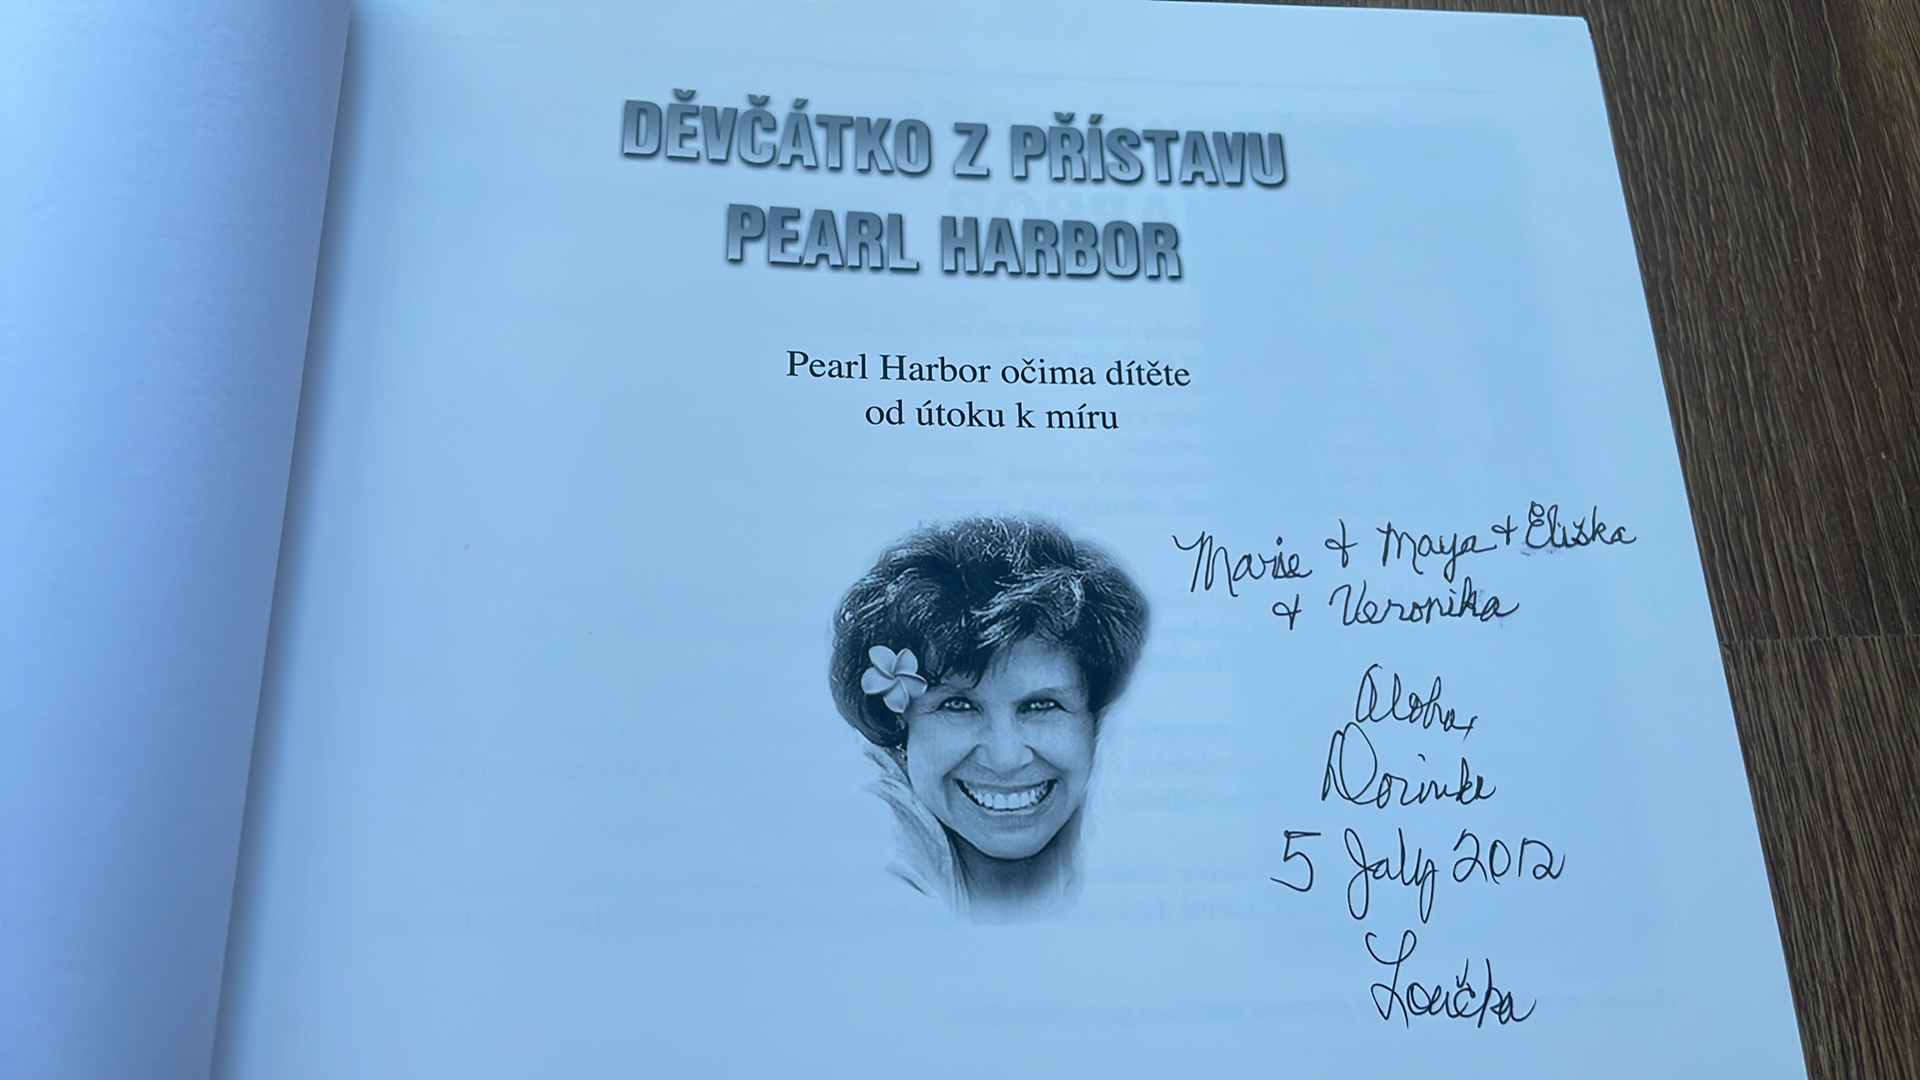 DĚVČÁTKO Z PŘÍSTAVU
PEARL HARBOR
Pearl Harbor očima dítěte
od útoku k míru
Marie & Maya + Eliška
& Veronika
Aloha,
Dorinka
5 July 2012
Loučka